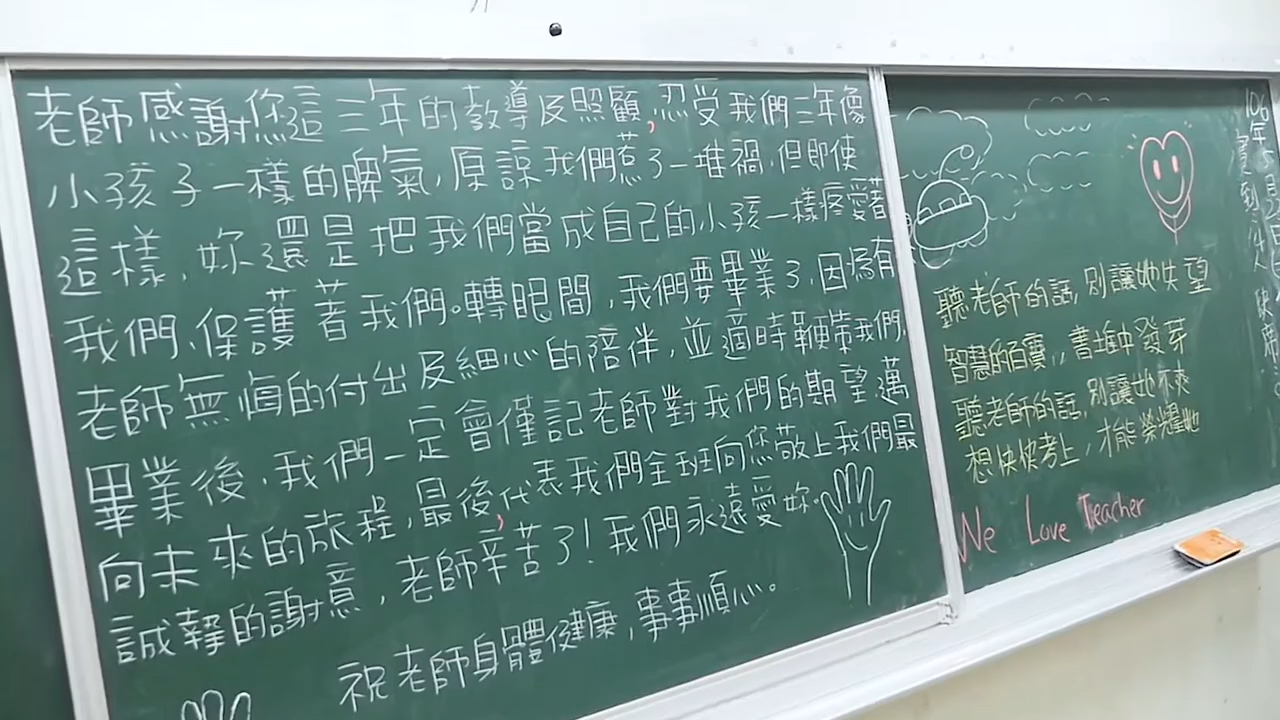 老師感謝您這三年的教導及照顧,忍受我們三年像
小孩子一樣的脾氣,原諒我們惹了一堆禍,但即使
這樣,妳還是把我們當成自己的小孩一樣疼愛著
我們、保護著我們。轉眼間,我們要畢業了,因為有
老師無悔的付出及細心的陪伴,並適時鞭策我們,
畢業後,我們一定會謹記老師對我們的期望,邁
向未來的旅程,最後,代表我們全班向您敬上我們最
誠摯的謝意,老師辛苦了!我們永遠愛妳。
祝老師身體健康,事事順心。
聽老師的話,別讓她失望
智慧的百寶,,書堆中發芽
聽老師的話,別讓她不爽
想快快考上,才能榮耀她
We Love Teacher
106年